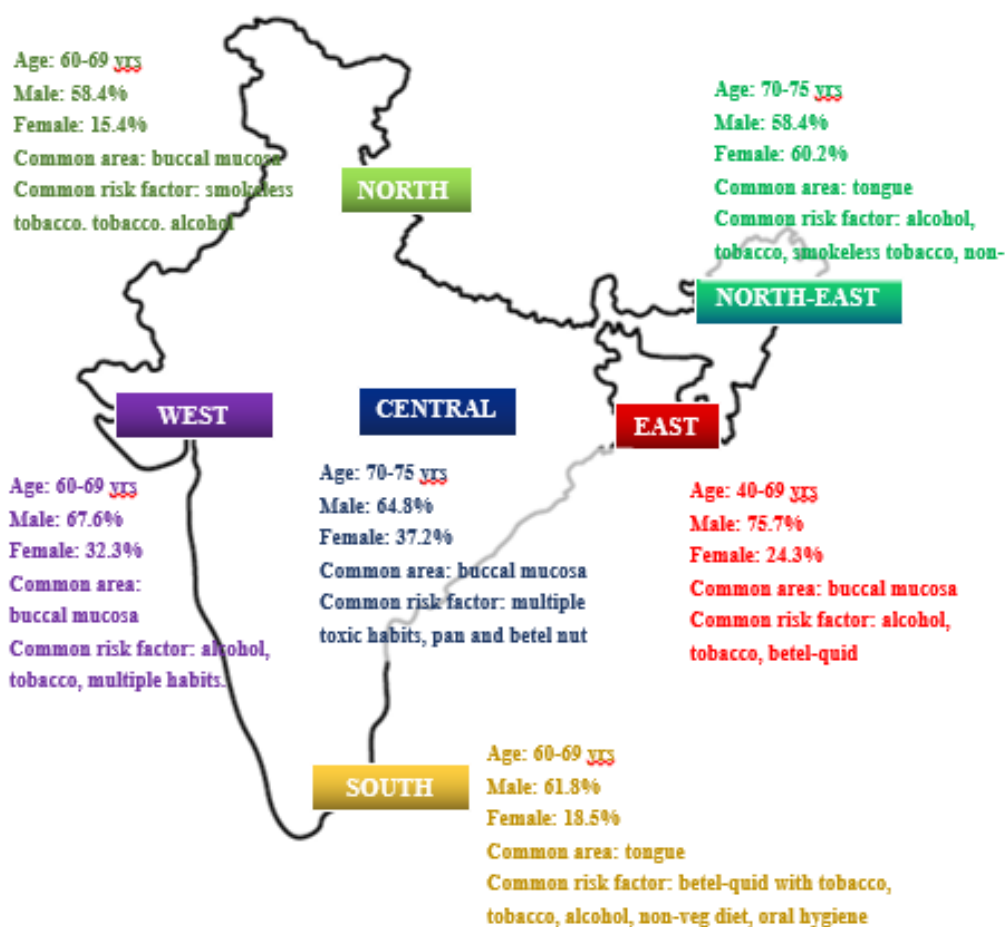 Age: 60-69 yrs
Male: 58.4%
Female: 15.4%
Common area: buccal mucosa
Common risk factor: smokeless
tobacco. tobacco. alcohol
NORTH
Age: 70-75 yrs
Male: 58.4%
Female: 60.2%
Common area: tongue
Common risk factor: alcohol,
tobacco, smokeless tobacco, non-
NORTH-EAST
WEST
Age: 60-69 yrs
Male: 67.6%
Female: 32.3%
Common area:
buccal mucosa
Common risk factor: alcohol,
tobacco, multiple habits.
CENTRAL
Age: 70-75 yrs
Male: 64.8%
Female: 37.2%
Common area: buccal mucosa
Common risk factor: multiple
toxic habits, pan and betel nut
EAST
Age: 40-69 yrs
Male: 75.7%
Female: 24.3%
Common area: buccal mucosa
Common risk factor: alcohol,
tobacco, betel-quid
SOUTH
Age: 60-69 yrs
Male: 61.8%
Female: 18.5%
Common area: tongue
Common risk factor: betel-quid with tobacco,
tobacco, alcohol, non-veg diet, oral hygiene